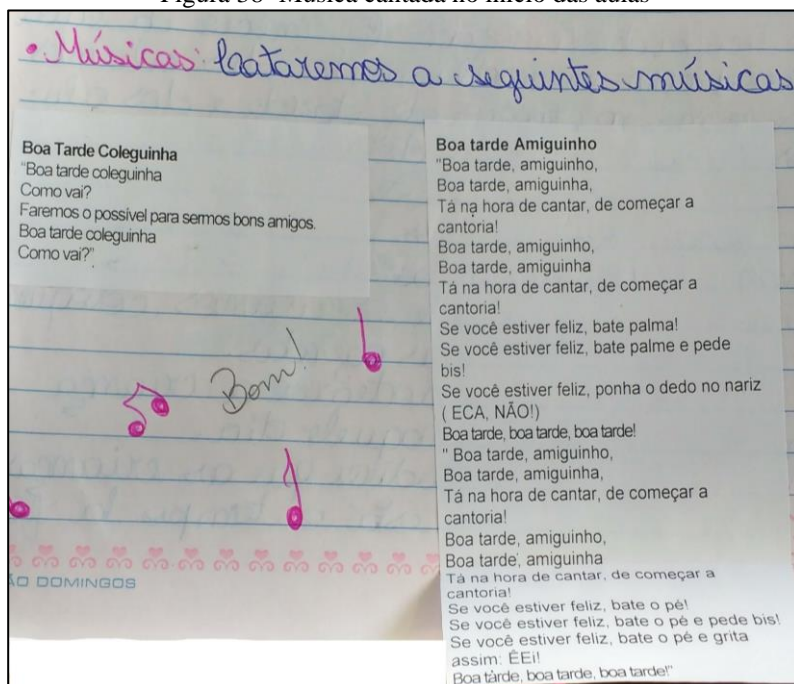 Figura 38- Música cantada no início das aulas
• Músicas: Cataremos a seguintes músicas
Boa Tarde Coleguinha
"Boa tarde coleguinha
Como vai?
Faremos o possível para sermos bons amigos.
Boa tarde coleguinha
Como vai?"
Bom!
ÃO DOMINGOS
Boa tarde Amiguinho
"Boa tarde, amiguinho,
Boa tarde, amiguinha,
Tá na hora de cantar, de começar a
cantoria!
Boa tarde, amiguinho,
Boa tarde, amiguinha
Tá na hora de cantar, de começar a
cantoria!
Se você estiver feliz, bate palma!
Se você estiver feliz, bate palme e pede
bis!
Se você estiver feliz, ponha o dedo no nariz
( ECA, NÃO!)
Boa tarde, boa tarde, boa tarde!
" Boa tarde, amiguinho,
Boa tarde, amiguinha,
Tá na hora de cantar, de começar a
cantoria!
Boa tarde, amiguinho,
Boa tarde, amiguinha
Tá na hora de cantar, de começar a
cantoria!
Se você estiver feliz, bate o pé!
Se você estiver feliz, bate o pé e pede bis!
Se você estiver feliz, bate o pé e grita
assim: ÊEi!
Boa tarde, boa tarde, boa tarde!"